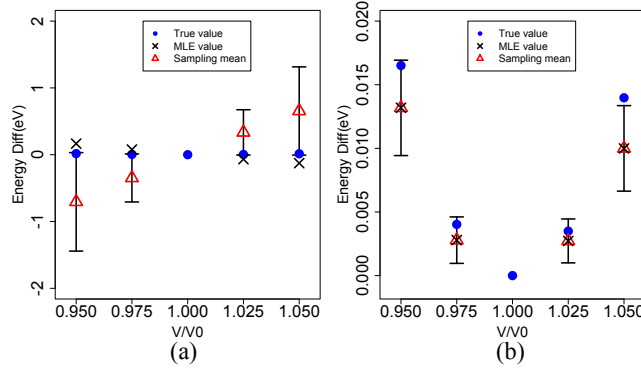 True value
MLE value
Sampling mean
Energy Diff(eV)
2
1
0
-1
-2
0.950 0.975 1.000 1.025 1.050
V/V0
(a)
True value
MLE value
Sampling mean
Energy Diff(eV)
0.020
0.015
0.010
0.005
0.000
0.950 0.975 1.000 1.025 1.050
V/V0
(b)